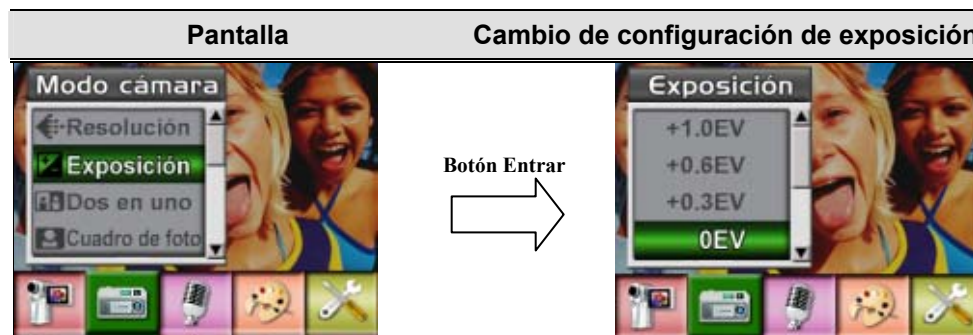 Pantalla Cambio de configuración de exposición
Modo cámara
Resolución
Exposición
Dos en uno
Cuadro de foto
Botón Entrar
Exposición
+1.0EV
+0.6EV
+0.3EV
0EV